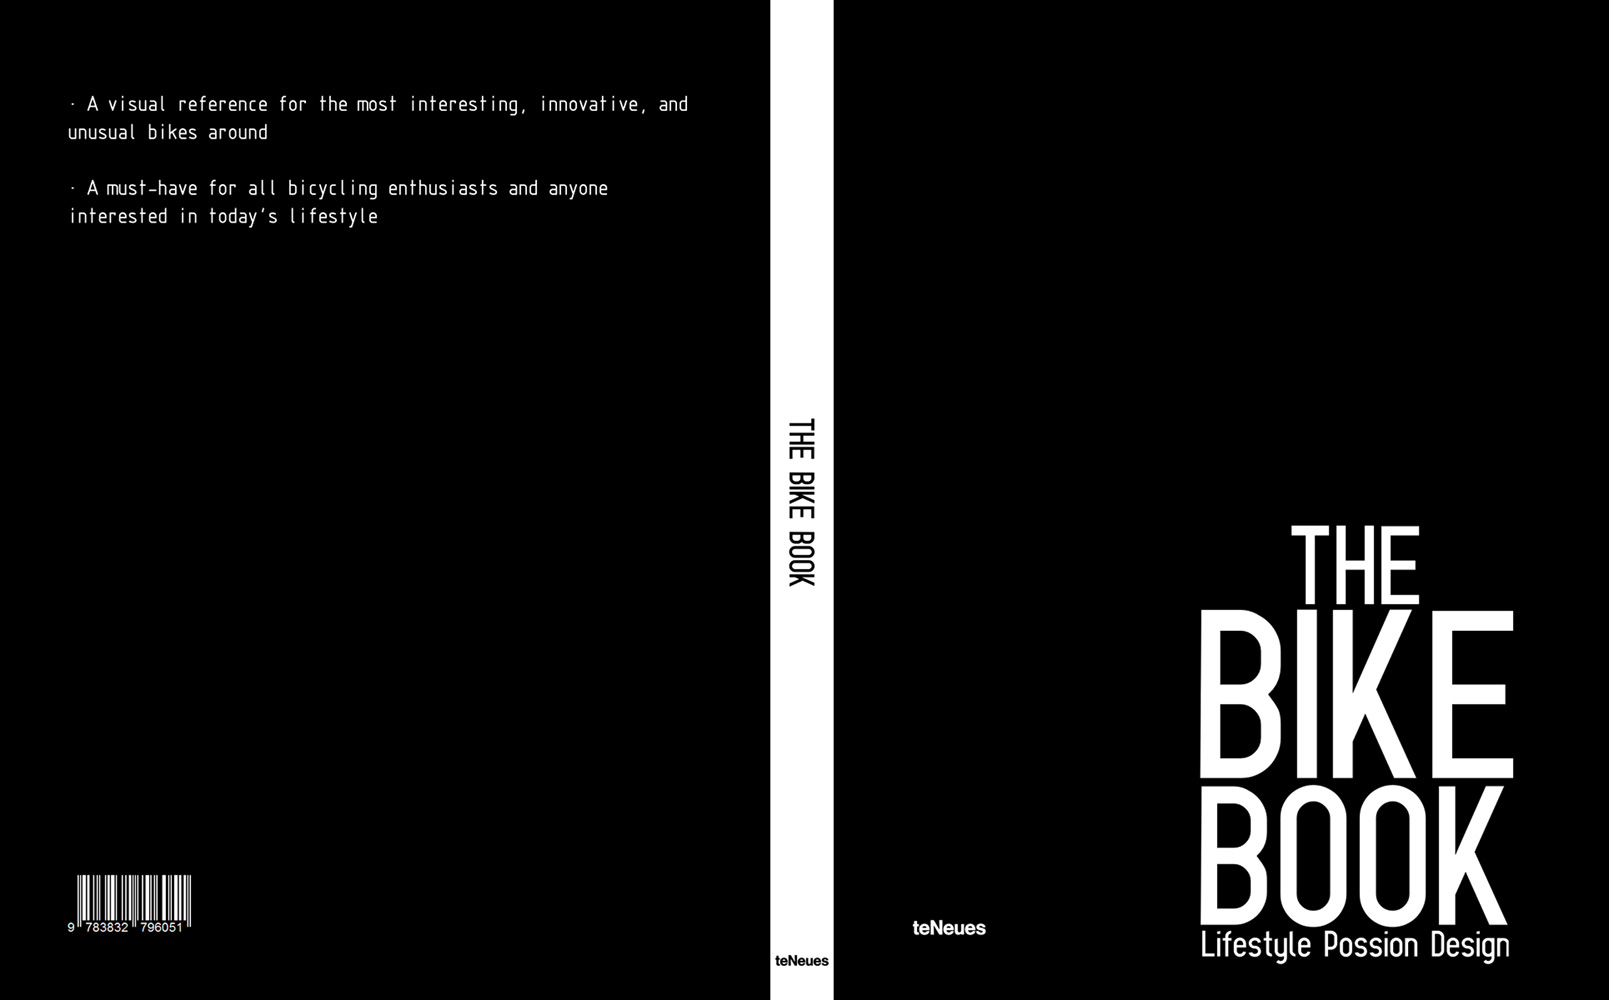 · A visual reference for the most interesting, innovative, and
unusual bikes around
· A must-have for all bicycling enthusiasts and anyone
interested in today's lifestyle
9 783832 796051
THE BIKE BOOK
teNeues
teNeues
THE
BIKE
BOOK
Lifestyle Possion Design